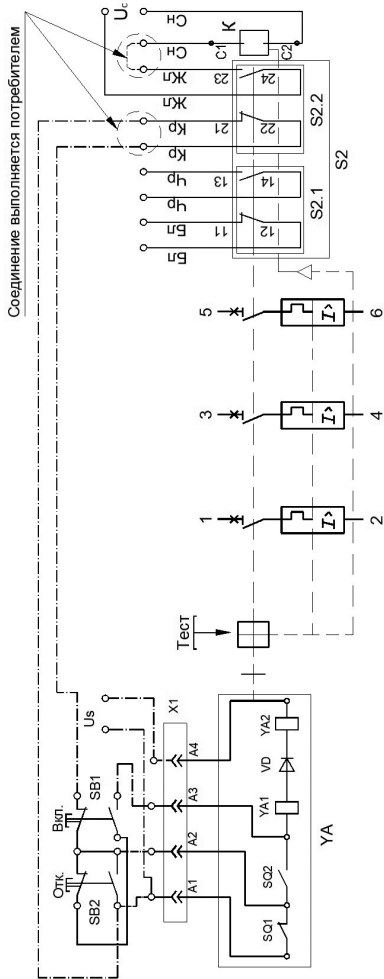 Соединение выполняется потребителем
Uc
Сн
Сн
К
C1
C2
Жл
Жл
23
24
Кр
Кр
21
22
S2.2
S2
Чр
Чр
13
14
S2.1
Бл
Бл
11
12
5
6
I>
3
4
I>
1
2
I>
Тест
Us
X1
Вкл.
SB1
Отк.
SB2
A4
A3
A2
A1
YA2
VD
YA1
SQ2
SQ1
YA